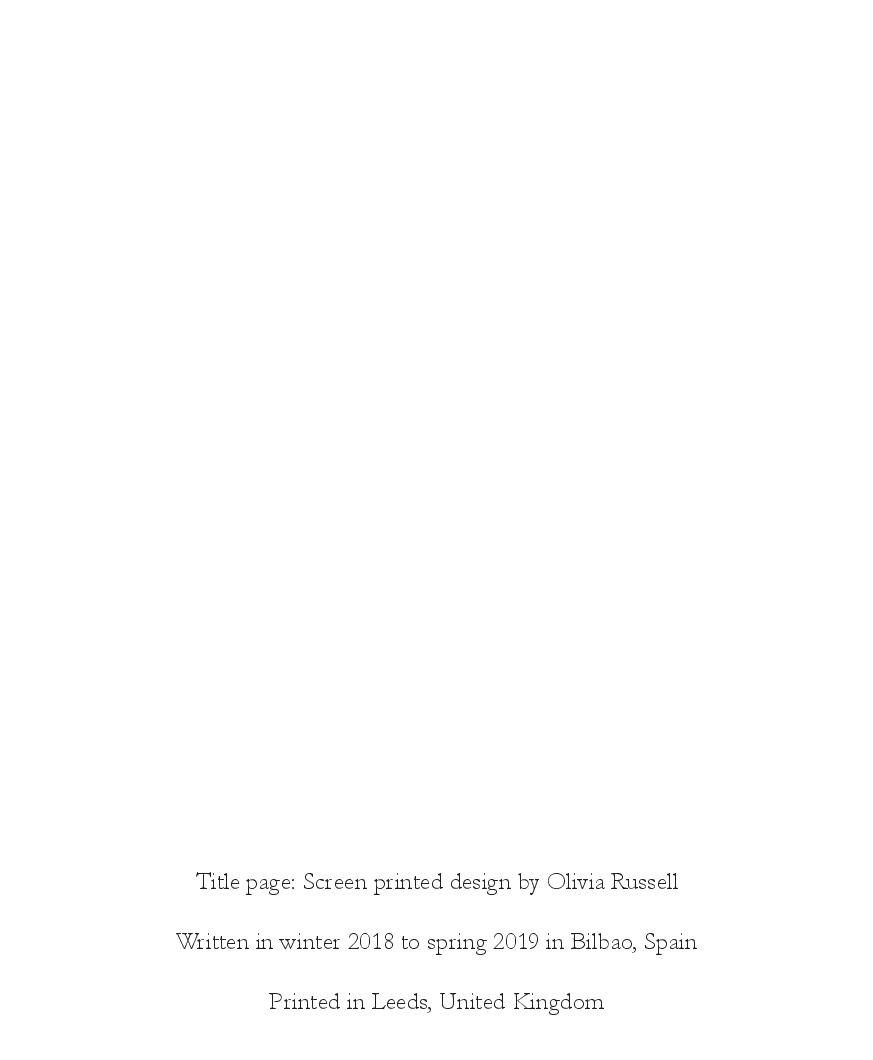 Title page: Screen printed design by Olivia Russell
Written in winter 2018 to spring 2019 in Bilbao, Spain
Printed in Leeds, United Kingdom